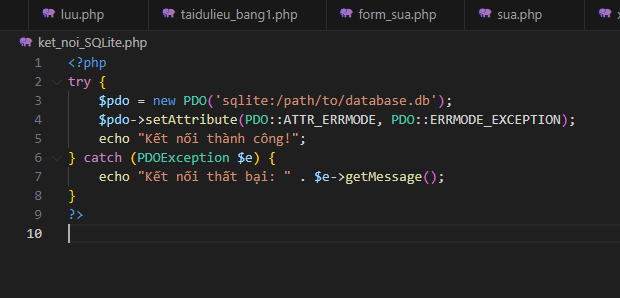 luu.php taidulieu_bang1.php form_sua.php sua.php
ket_noi_SQLite.php
1 <?php
2 try {
3 $pdo = new PDO('sqlite:/path/to/database.db');
4 $pdo->setAttribute(PDO::ATTR_ERRMODE, PDO::ERRMODE_EXCEPTION);
5 echo "Kết nối thành công!";
6 } catch (PDOException $e) {
7 echo "Kết nối thất bại: " . $e->getMessage();
8 }
9 ?>
10